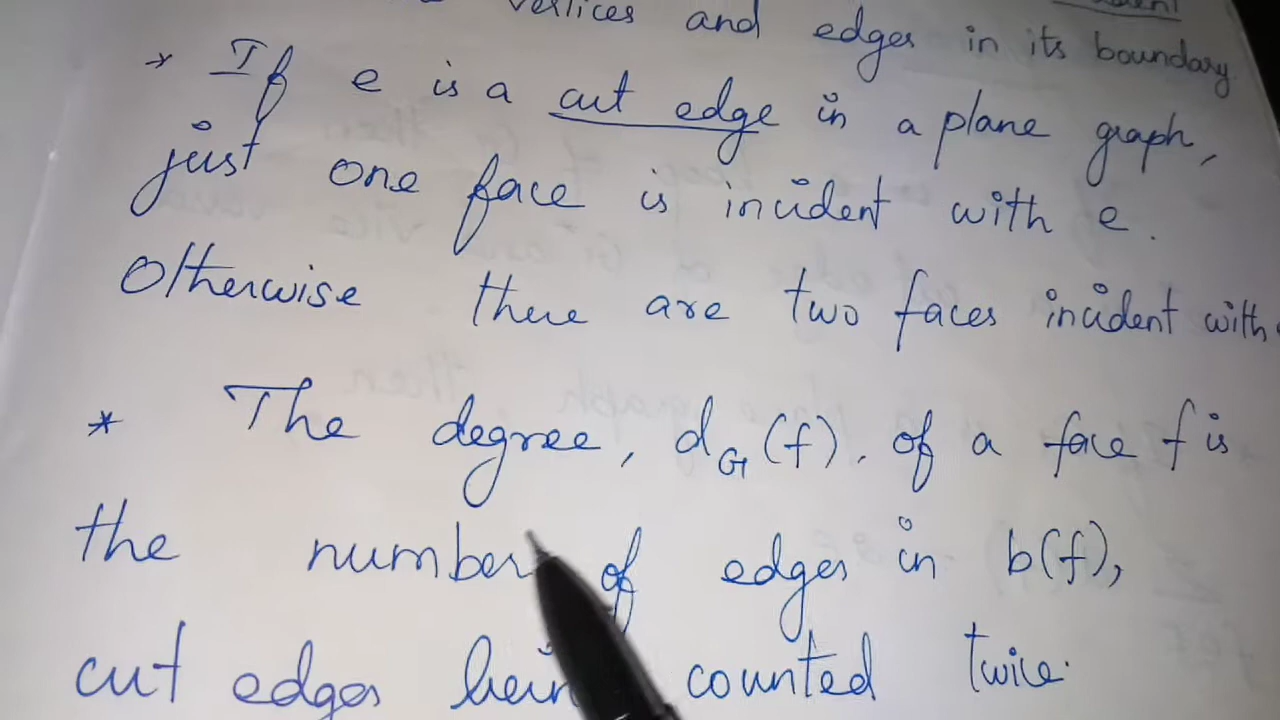 vertices and edges in its boundary
* If e is a cut edge in a plane graph,
just one face is incident with e.
Otherwise there are two faces incident with
* The degree, dG(f). of a face f is
the number of edges in b(f),
cut edges being counted twice.